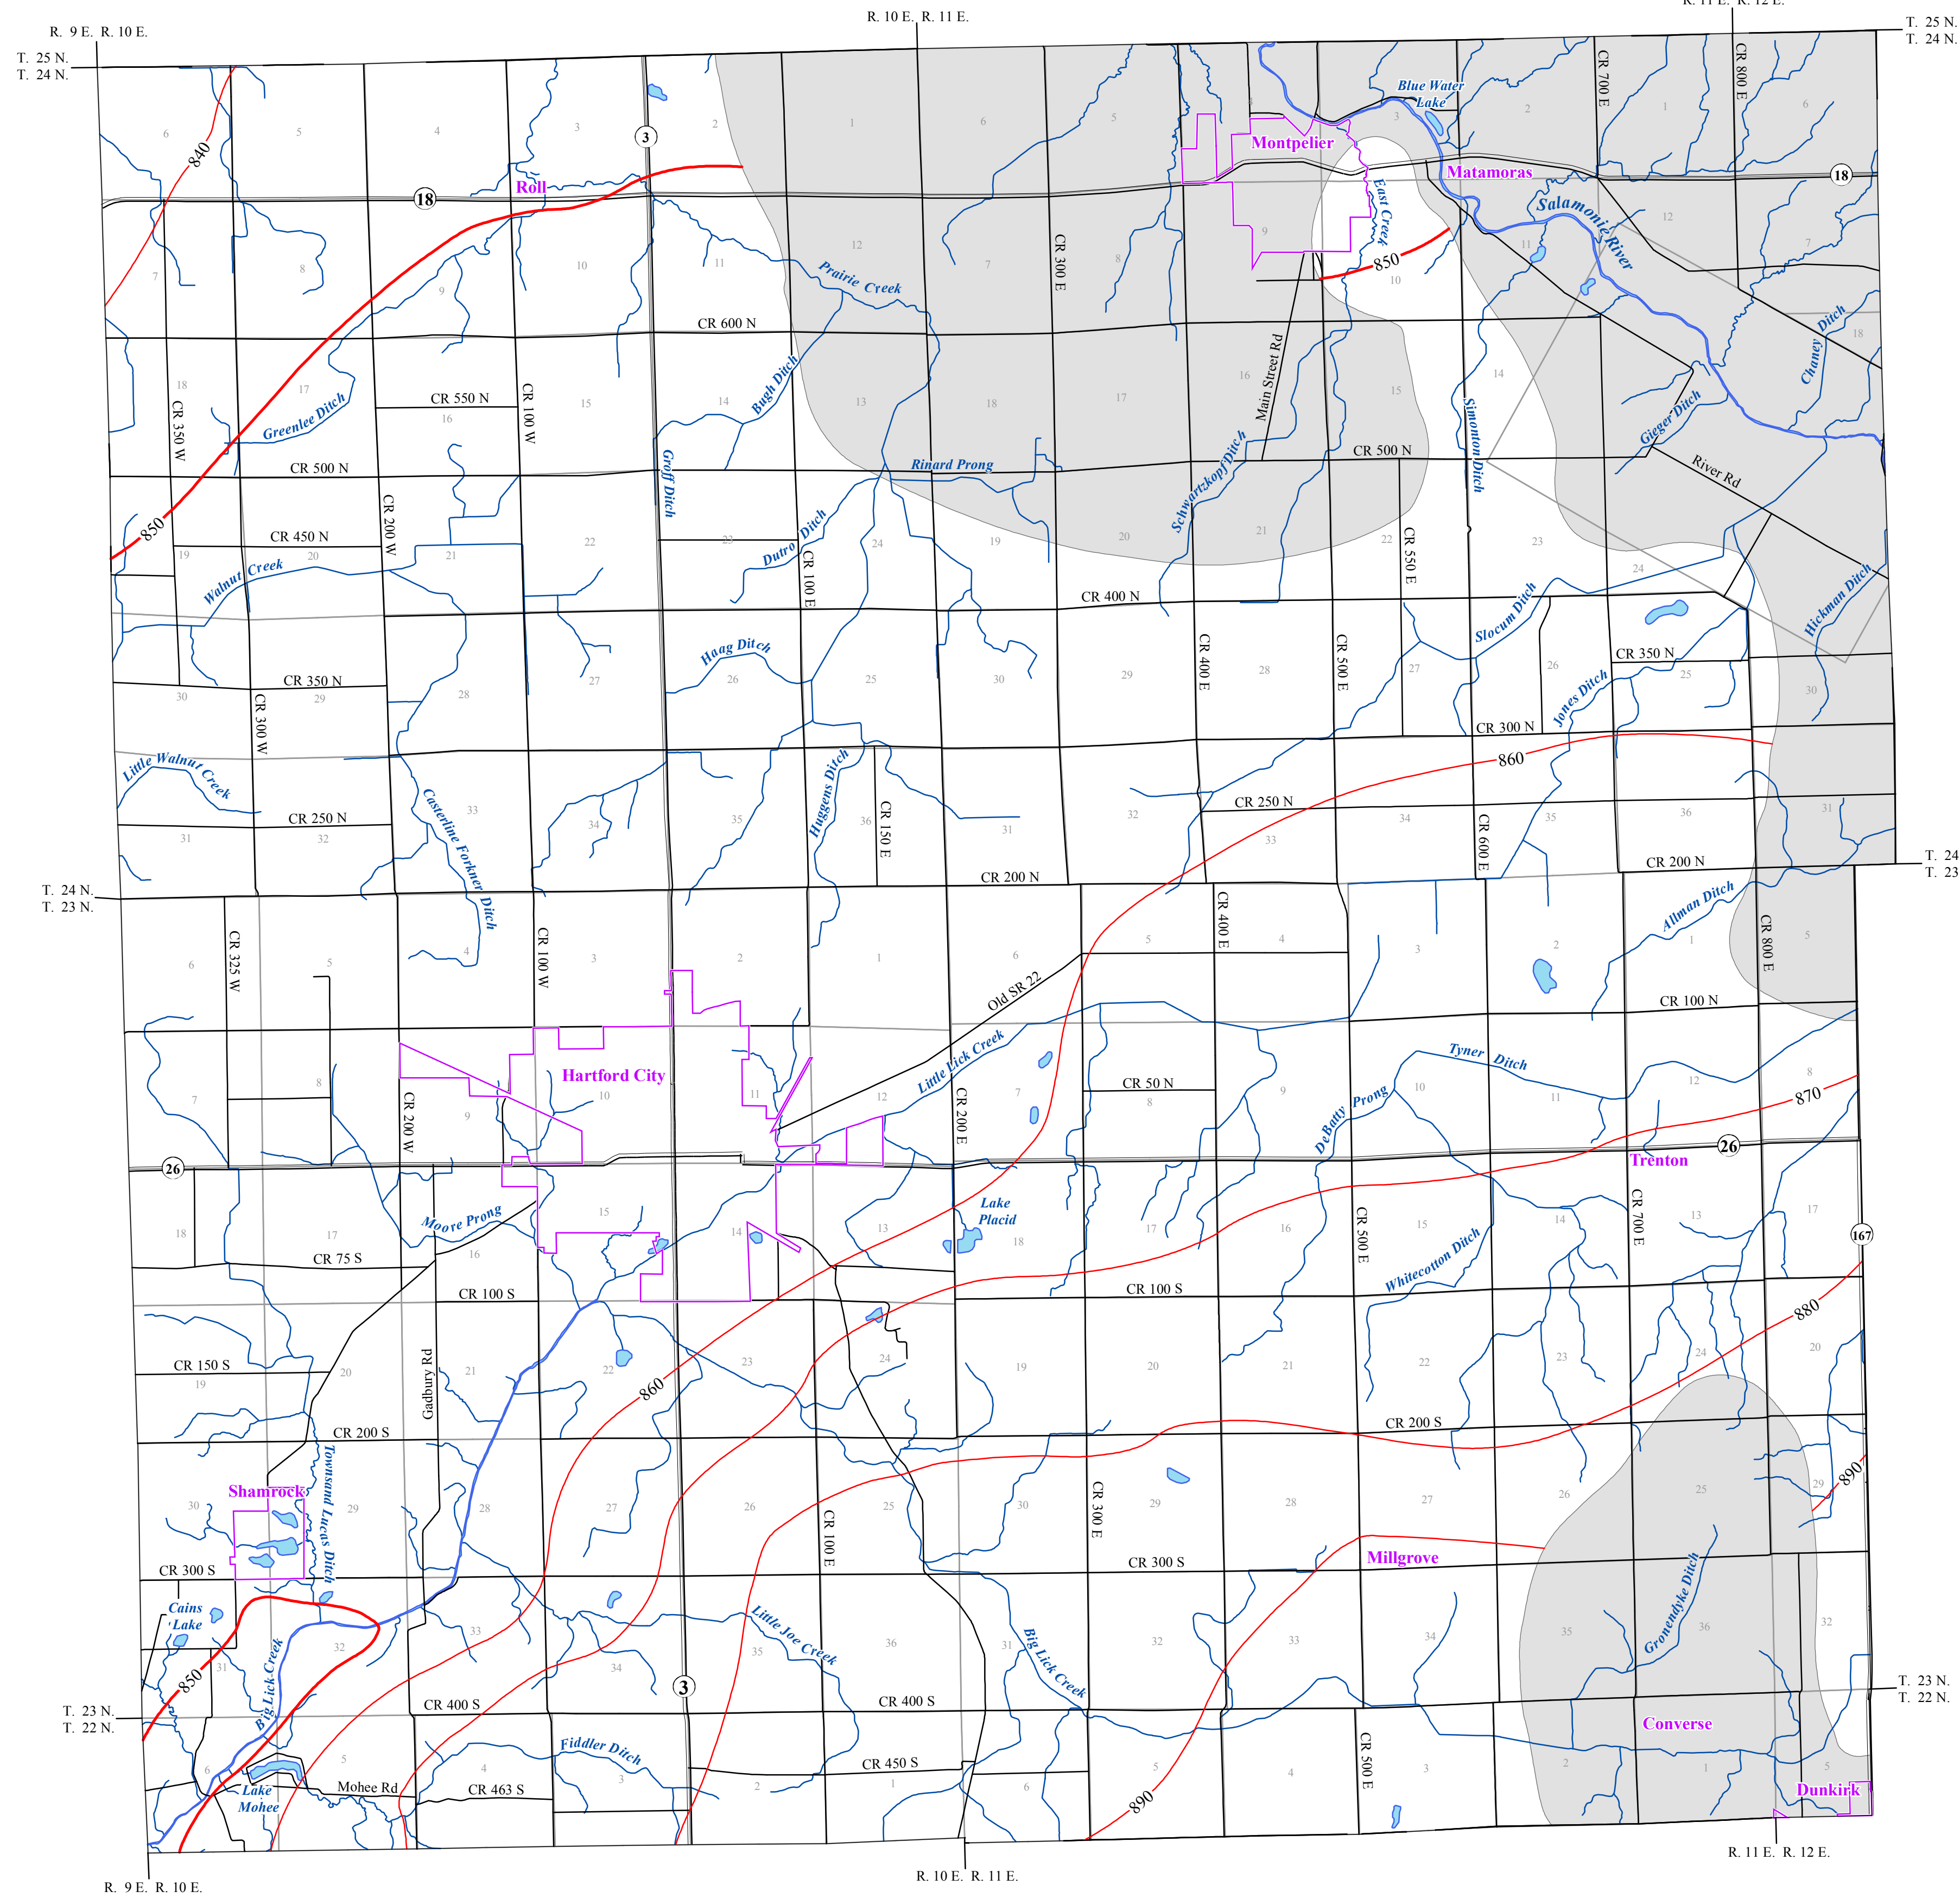 R. 11 E. R. 12 E.
R. 10 E. R. 11 E.
R. 9 E. R. 10 E.
T. 25 N.
T. 24 N.
T. 25 N.
T. 24 N.
CR 700 E
CR 800 E
Blue Water
Lake
840
3
Montpelier
Matamoras
Roll
18
18
East Creek
Salamonie River
CR 300 E
850
Prairie Creek
CR 600 N
Main Street Rd
Chaney Ditch
Bugh Ditch
CR 550 N
Greenlee Ditch
CR 350 W
CR 100 W
Gieger Ditch
Simonton Ditch
CR 500 N
CR 500 N
Rinard Prong
Groff Ditch
Schwartzkopf Ditch
River Rd
850
CR 450 N
CR 200 W
Dutro Ditch
CR 100 E
CR 550 E
Walnut Creek
CR 400 N
Slocum Ditch
Hickman Ditch
Haag Ditch
CR 400 E
CR 500 E
CR 350 N
CR 350 N
CR 300 W
Jones Ditch
CR 300 N
Little Walnut Creek
860
Huggens Ditch
CR 150 E
CR 250 N
CR 250 N
Casterline Forkner Ditch
CR 600 E
CR 200 N
CR 200 N
T. 24
T. 23
T. 24 N.
T. 23 N.
Allman Ditch
CR 325 W
CR 100 W
CR 400 E
CR 800 E
Old SR 22
CR 100 N
Little Lick Creek
Tyner Ditch
Hartford City
CR 50 N
CR 200 W
CR 200 E
DeBatty Prong
870
26
26
Trenton
Moore Prong
Lake
Placid
CR 700 E
CR 500 E
167
CR 75 S
Whitecotton Ditch
CR 100 S
CR 100 S
880
CR 150 S
Gadbury Rd
860
CR 200 S
CR 200 S
Townsand Lucas Ditch
Shamrock
890
CR 100 E
CR 300 E
CR 300 S
CR 300 S
Millgrove
Cains
Lake
Gronendyke Ditch
Little Joe Creek
Big Lick Creek
Big Lick Creek
850
3
T. 23 N.
T. 22 N.
T. 23 N.
T. 22 N.
CR 400 S
CR 400 S
Converse
Fiddler Ditch
CR 450 S
CR 500 E
Mohee Rd
CR 463 S
Lake
Mohee
890
Dunkirk
R. 9 E. R. 10 E.
R. 10 E. R. 11 E.
R. 11 E. R. 12 E.